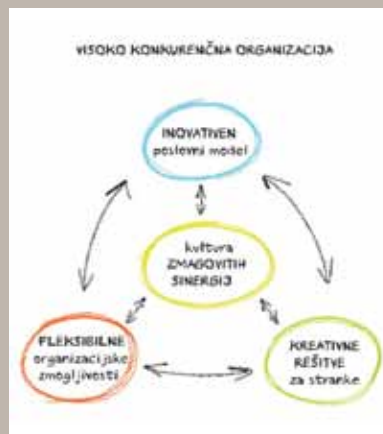 VISOKO KONKURENČNA ORGANIZACIJA
INOVATIVEN
poslovni model
kultura
ZMAGOVITIH
SINERGIJ
FLEKSIBILNE
organizacijske
zmogljivosti
KREATIVNE
REŠITVE
za stranke